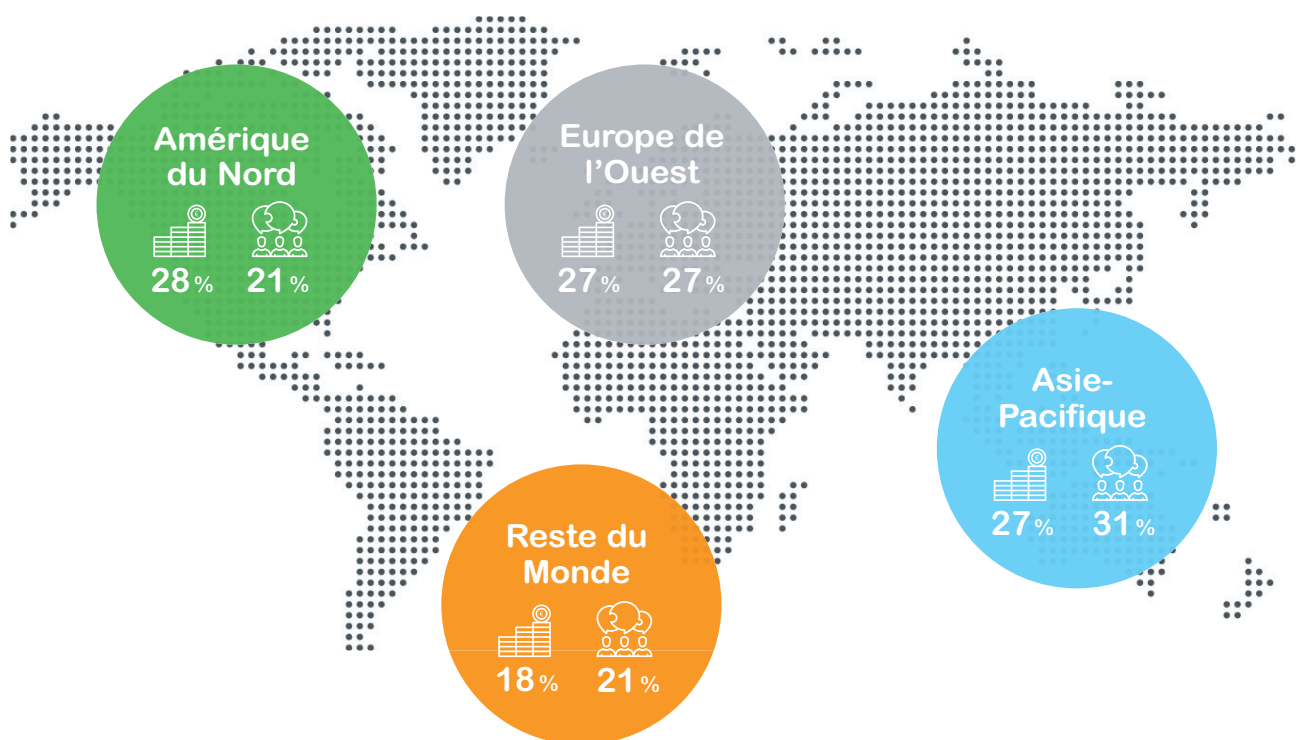 Amérique
du Nord
28 % 21 %
Europe de
l’Ouest
27 % 27 %
Asie-
Pacifique
27 % 31 %
Reste du
Monde
18 % 21 %